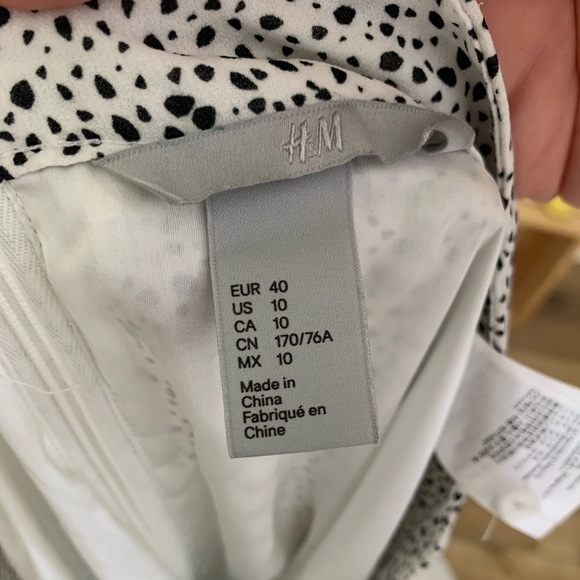 H&M
EUR 40
US 10
CA 10
CN 170/76A
MX 10
Made in
China
Fabriqué en
Chine